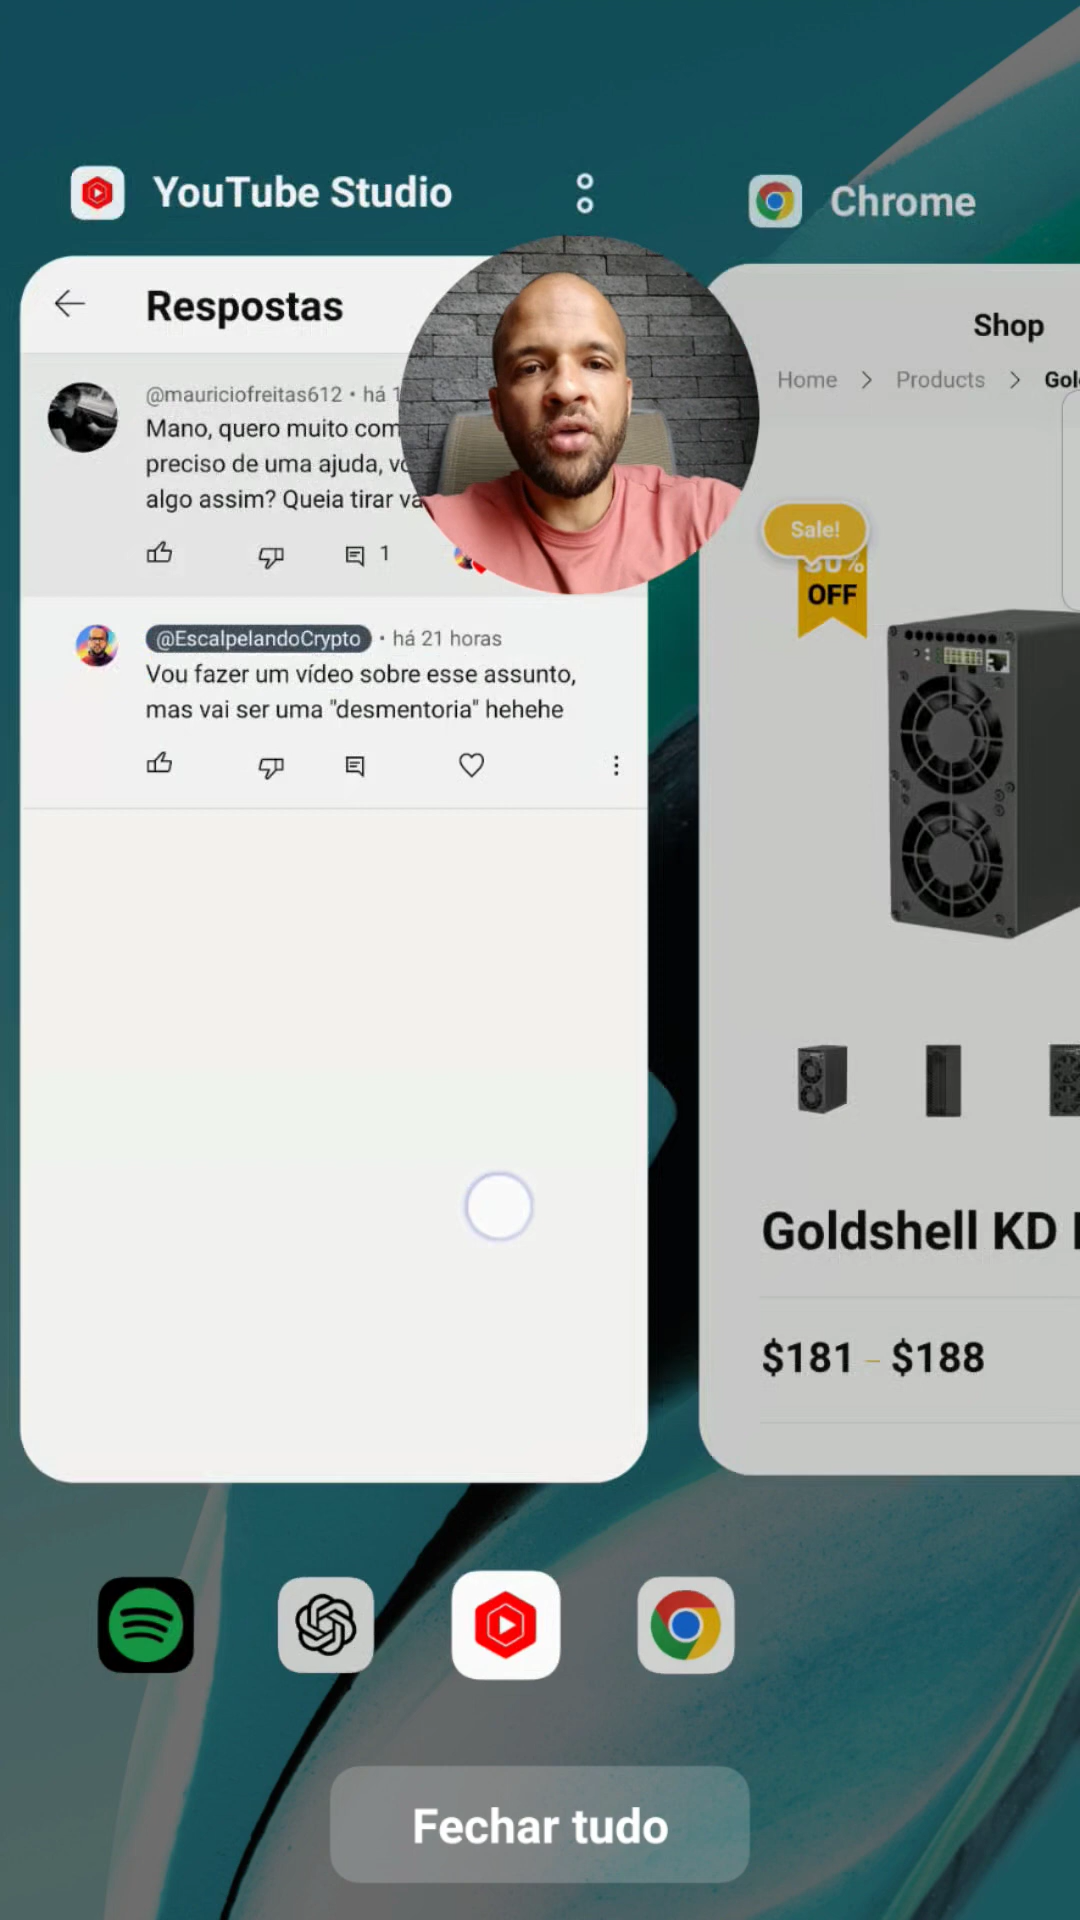 YouTube Studio
Chrome
Respostas
@mauriciofreitas612 • há
Mano, quero muito com
preciso de uma ajuda,
algo assim? Queia tirar
1
@EscalpelandoCrypto • há 21 horas
Vou fazer um vídeo sobre esse assunto,
mas vai ser uma "desmentoria" hehehe
Shop
Home > Products >
Sale!
OFF
Goldshell KD
$181 – $188
Fechar tudo